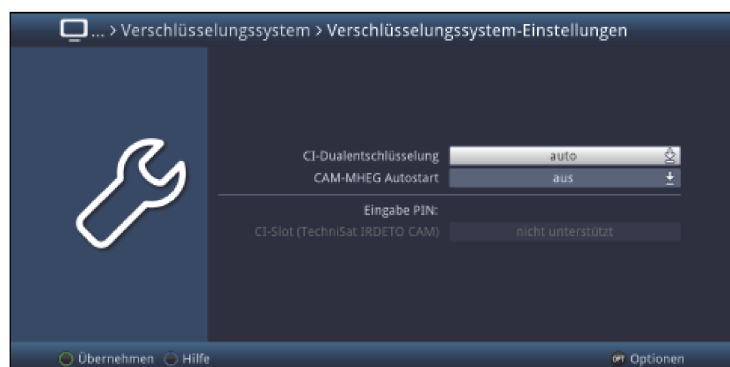 ... > Verschlüsselungssystem > Verschlüsselungssystem-Einstellungen
CI-Dualentschlüsselung auto
CAM-MHEG Autostart aus
Eingabe PIN:
CI-Slot (TechniSat IRDETO CAM) nicht unterstützt
Übernehmen Hilfe OPT Optionen